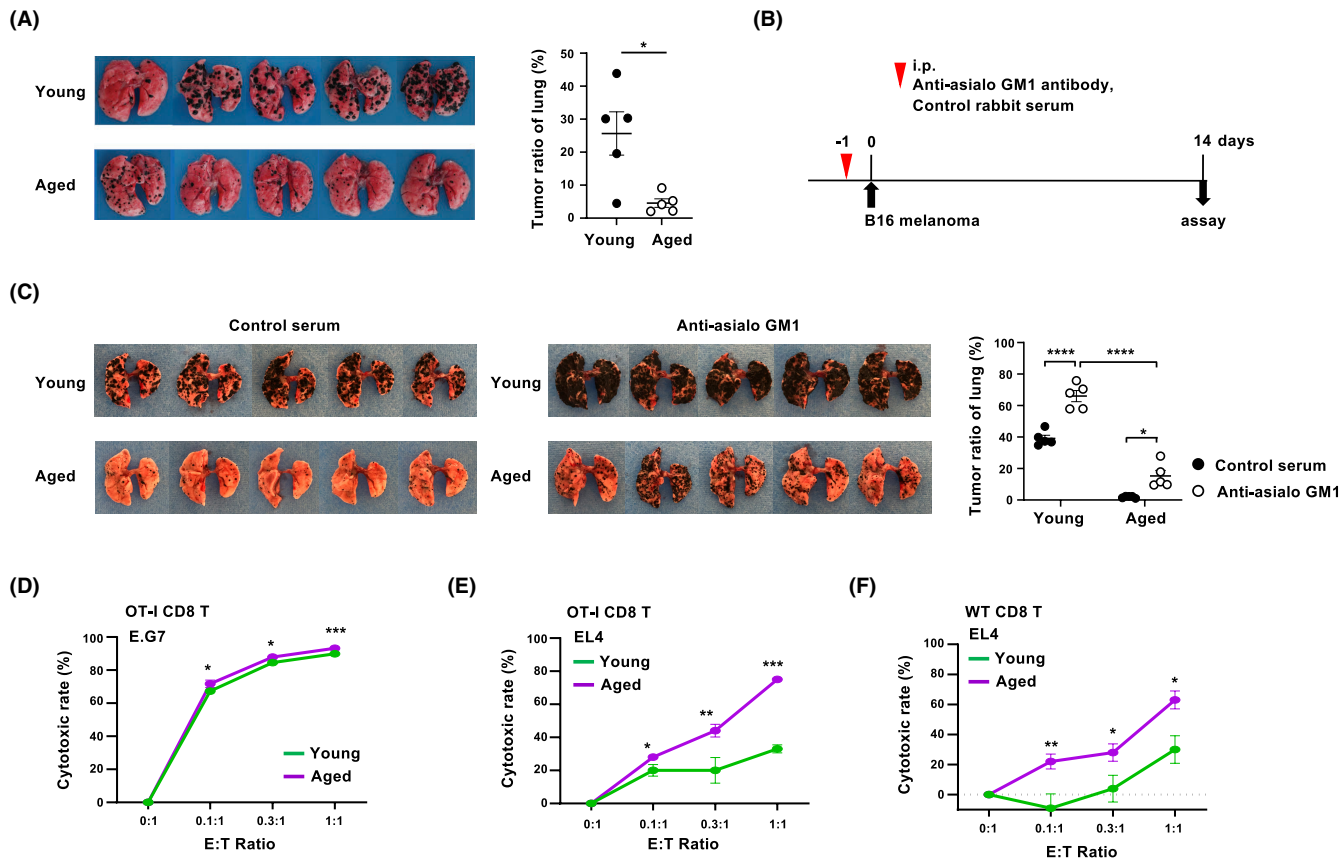 (A)
Young
Aged
Tumor ratio of lung (%)
50
40
30
20
10
0
*
Young Aged
(B)
i.p.
Anti-asialo GM1 antibody,
Control rabbit serum
-1 0 14 days
B16 melanoma assay
(C)
Control serum
Young
Aged
Anti-asialo GM1
Young
Aged
Tumor ratio of lung (%)
100
80
60
40
20
0
**** ****
*
Young Aged
Control serum
Anti-asialo GM1
(D)
OT-I CD8 T
E.G7
Cytotoxic rate (%)
100
80
60
40
20
0
* * ***
Young
Aged
0:1 0.1:1 0.3:1 1:1
E:T Ratio
(E)
OT-I CD8 T
EL4
Young
Aged
Cytotoxic rate (%)
100
80
60
40
20
0
* ** ***
0:1 0.1:1 0.3:1 1:1
E:T Ratio
(F)
WT CD8 T
EL4
Young
Aged
Cytotoxic rate (%)
100
80
60
40
20
0
** * *
0:1 0.1:1 0.3:1 1:1
E:T Ratio